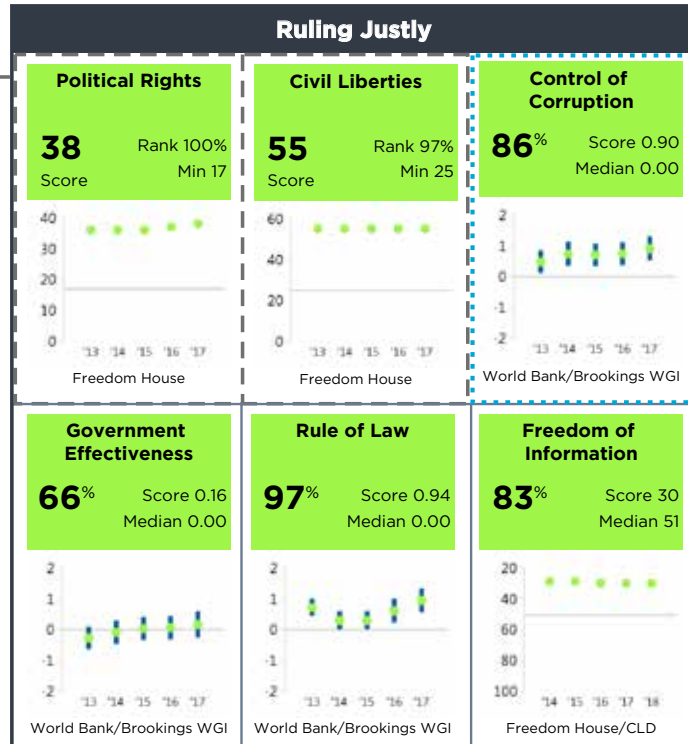 Ruling Justly
Political Rights
38
Score
Rank 100%
Min 17
40
30
20
10
0
'13 '14 '15 '16 '17
Freedom House
Civil Liberties
55
Score
Rank 97%
Min 25
60
40
20
0
'13 '14 '15 '16 '17
Freedom House
Control of
Corruption
86%
Score 0.90
Median 0.00
2
1
0
-1
-2
'13 '14 '15 '16 '17
World Bank/Brookings WGI
Government
Effectiveness
66%
Score 0.16
Median 0.00
2
1
0
-1
-2
'13 '14 '15 '16 '17
World Bank/Brookings WGI
Rule of Law
97%
Score 0.94
Median 0.00
2
1
0
-1
-2
'13 '14 '15 '16 '17
World Bank/Brookings WGI
Freedom of
Information
83%
Score 30
Median 51
20
40
60
80
100
'14 '15 '16 '17 '18
Freedom House/CLD